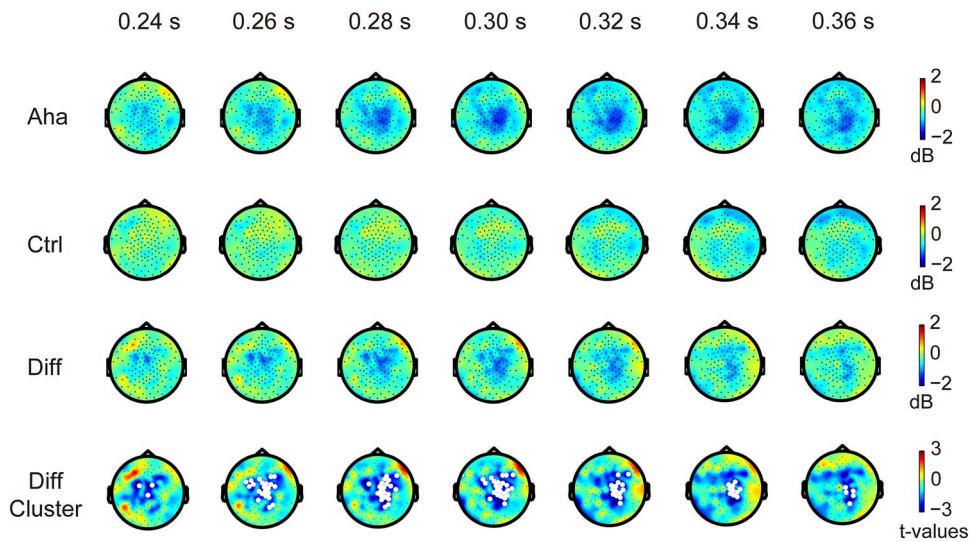 0.24 s 0.26 s 0.28 s 0.30 s 0.32 s 0.34 s 0.36 s
Aha
2
0
−2
dB
Ctrl
2
0
−2
dB
Diff
2
0
−2
dB
Diff
Cluster
3
0
−3
t-values